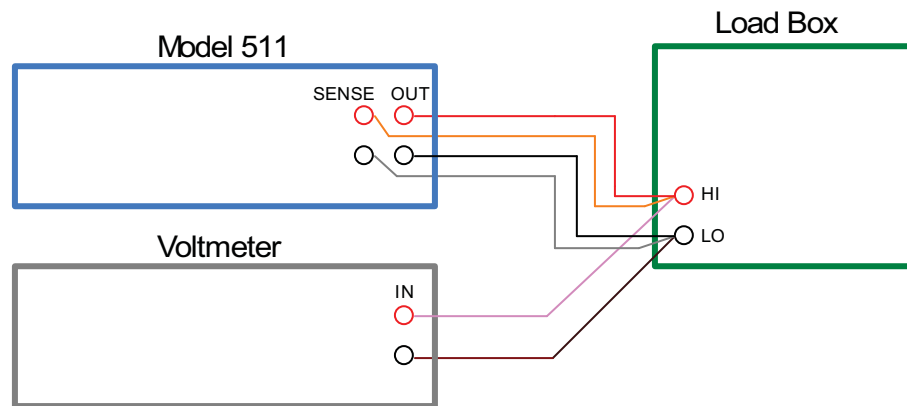 Load Box
Model 511
SENSE OUT
HI
LO
Voltmeter
IN